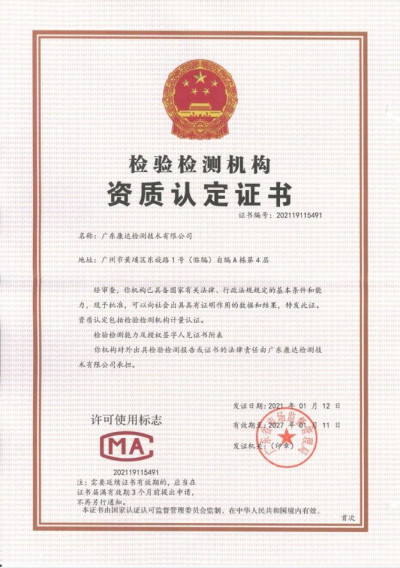 检验检测机构
资质认定证书
证书编号：202119115491
名称：广东康达检测技术有限公司
地址：广州市黄埔区东旋路1号（临编）自编A栋第4层
经审查，你机构已具备国家有关法律、行政法规规定的基本条件和能
力，现予批准，可以向社会出具具有证明作用的数据和结果，特发此证。
资质认定包括检验检测机构计量认证。
检验检测能力及授权签字人见证书附表
你机构对外出具检验检测报告或证书的法律责任由广东康达检测技
术有限公司承担。
许可使用标志
CMA
202119115491
发证日期：2021年01月12日
有效期至：2027年01月11日
发证机关：（印章）
广东省市场监督管理局
注：需要延续证书有效期的，应当在
证书届满有效期3个月前提出申请，
不再另行通知。
本证书由国家认证认可监督管理委员会监制，在中华人民共和国境内有效。
首次